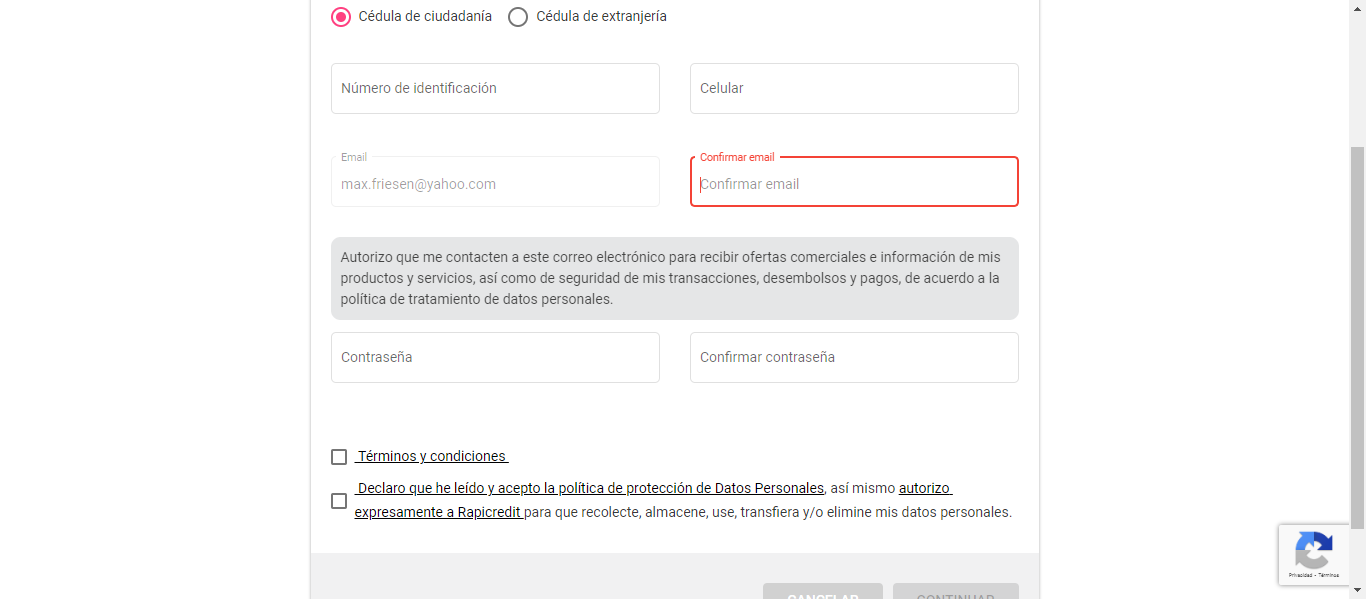 Cédula de ciudadanía Cédula de extranjería
Número de identificación Celular
Email Confirmar email
max.friesen@yahoo.com Confirmar email
Autorizo que me contacten a este correo electrónico para recibir ofertas comerciales e información de mis
productos y servicios, así como de seguridad de mis transacciones, desembolsos y pagos, de acuerdo a la
política de tratamiento de datos personales.
Contraseña Confirmar contraseña
Términos y condiciones
Declaro que he leído y acepto la política de protección de Datos Personales, así mismo autorizo
expresamente a Rapicredit para que recolecte, almacene, use, transfiera y/o elimine mis datos personales.
Privacidad - Términos
CANCELAR CONTINUAR